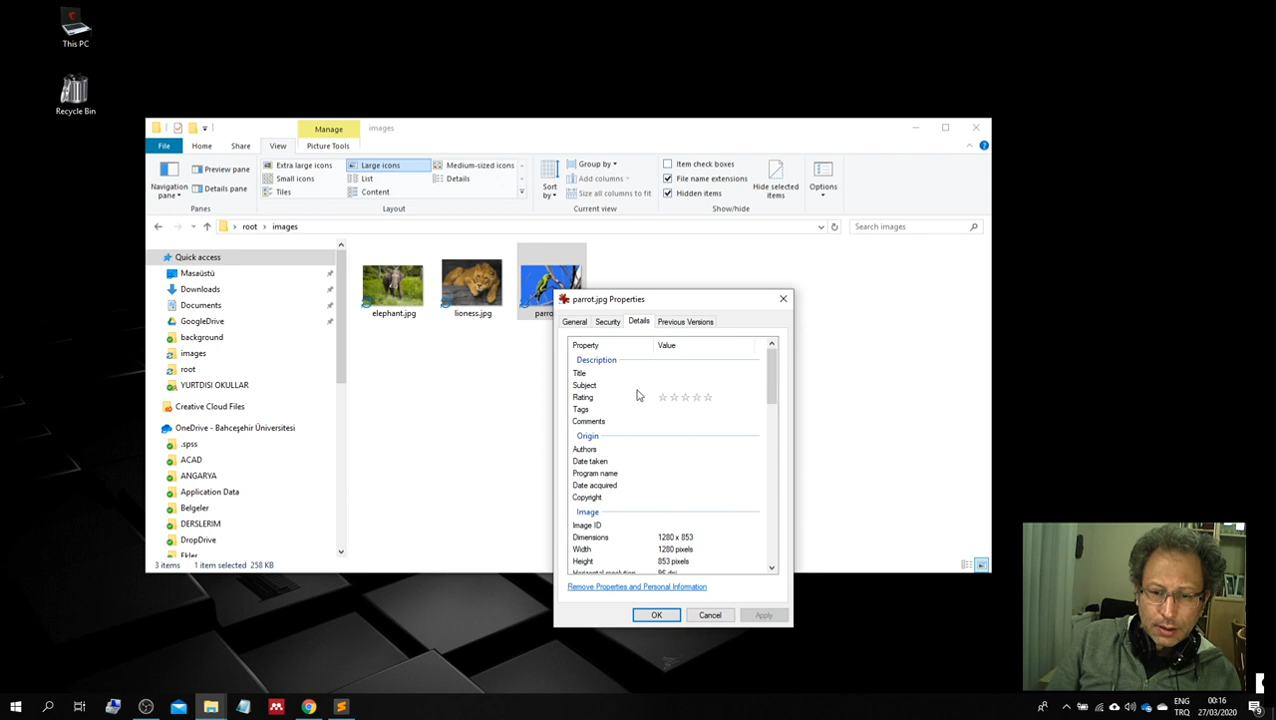 This PC
Recycle Bin
Manage
images
File
Home
Share
View
Picture Tools
Navigation pane
Preview pane
Details pane
Panes
Extra large icons
Large icons
Medium-sized icons
Small icons
List
Details
Tiles
Content
Layout
Sort by
Group by
Add columns
Size all columns to fit
Current view
Item check boxes
File name extensions
Hidden items
Hide selected items
Show/hide
Options
root
images
Search images
Quick access
Masaüstü
Downloads
Documents
GoogleDrive
background
images
root
YURTDISI OKULLAR
Creative Cloud Files
OneDrive - Bahçeşehir Üniversitesi
.spss
ACAD
ANGARYA
Application Data
Belgeler
DERSLERIM
DropDrive
Ekler
elephant.jpg
lioness.jpg
3 items 1 item selected 258 KB
parrot.jpg Properties
General Security Details Previous Versions
Property Value
Description
Title
Subject
Rating
Tags
Comments
Origin
Authors
Date taken
Program name
Date acquired
Copyright
Image
Image ID
Dimensions 1280 x 853
Width 1280 pixels
Height 853 pixels
Remove Properties and Personal Information
OK Cancel Apply
ENG
TRQ
00:16
27/03/2020